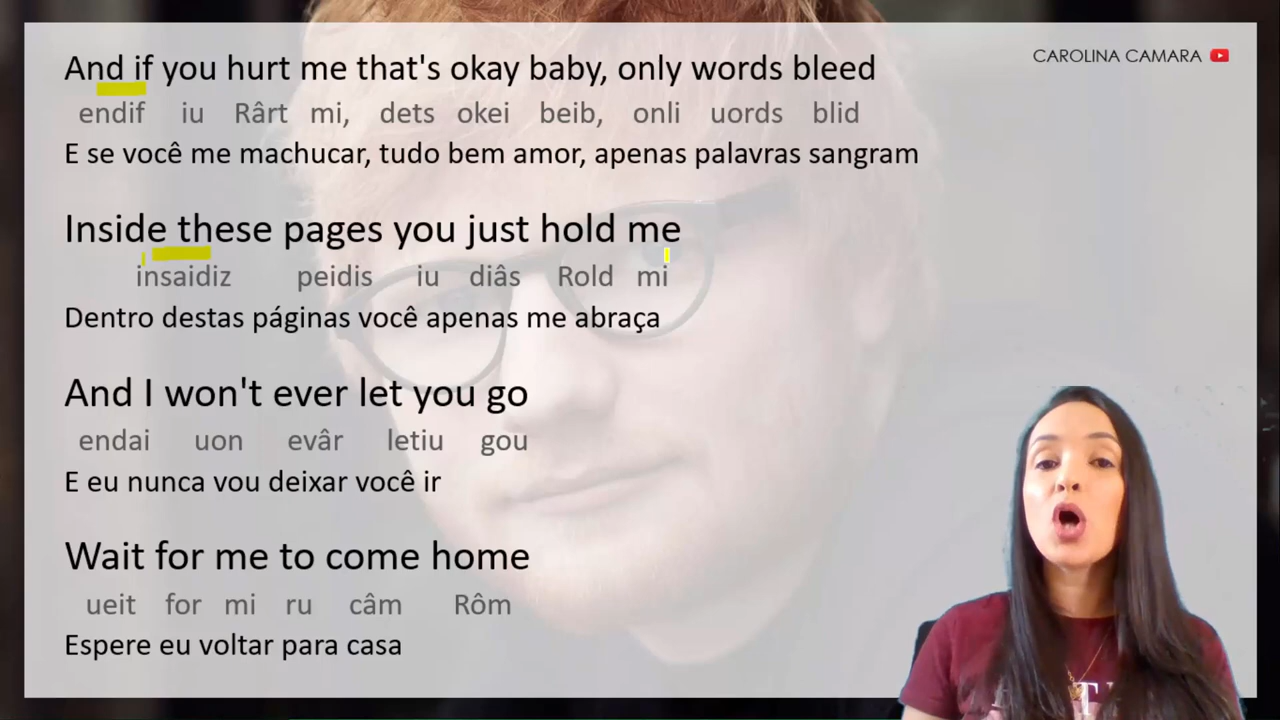 CAROLINA CAMARA
And if you hurt me that's okay baby, only words bleed
endif iu Rârt mi, dets okei beib, onli uords blid
E se você me machucar, tudo bem amor, apenas palavras sangram
Inside these pages you just hold me
insaidiz peidis iu diâs Rold mi
Dentro destas páginas você apenas me abraça
And I won't ever let you go
endai uon evâr letiu gou
E eu nunca vou deixar você ir
Wait for me to come home
ueit for mi ru câm Rôm
Espere eu voltar para casa